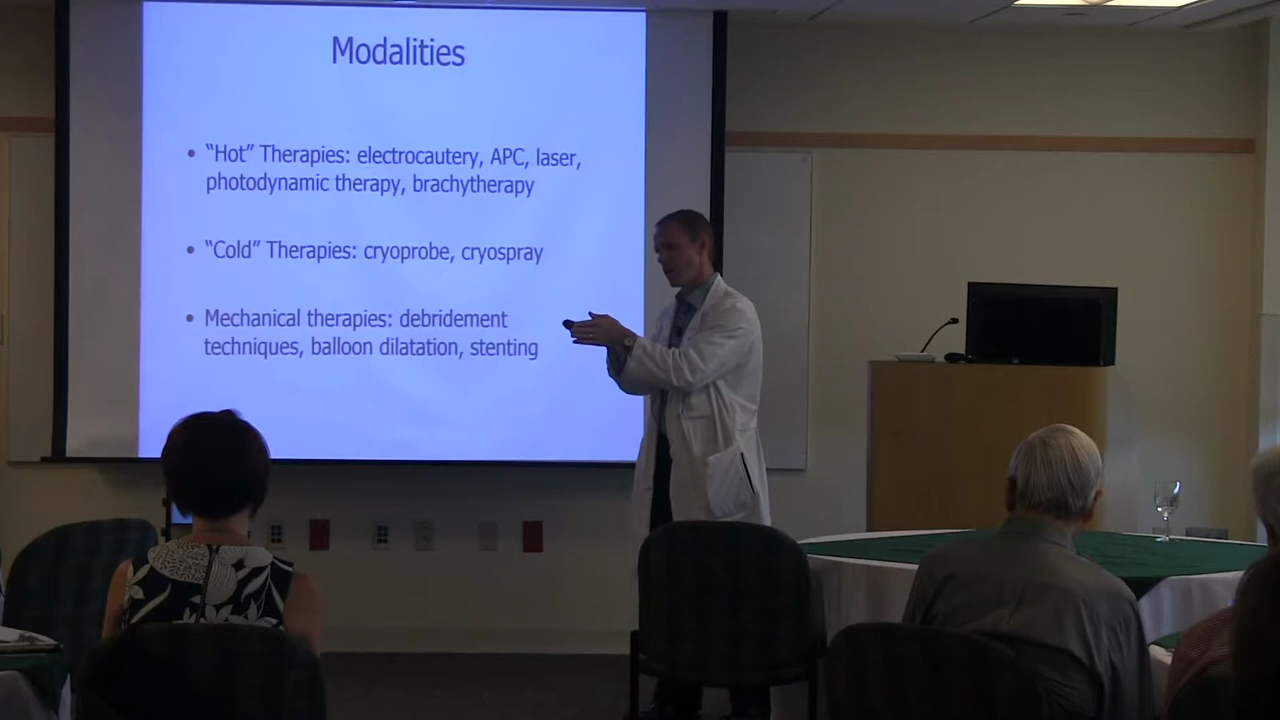 Modalities
• “Hot” Therapies: electrocautery, APC, laser,
photodynamic therapy, brachytherapy
• “Cold” Therapies: cryoprobe, cryospray
• Mechanical therapies: debridement
techniques, balloon dilatation, stenting